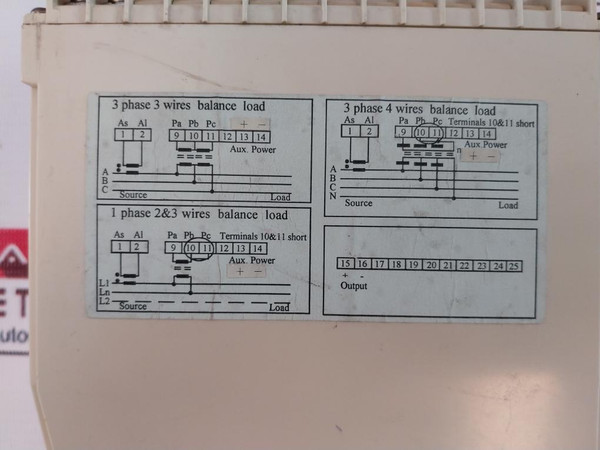 3 phase 3 wires balance load
As Al Pa Pb Pc + −
1 2 9 10 11 12 13 14
Aux. Power
A
B
C
Source Load
3 phase 4 wires balance load
As Al Pa Pb Pc Terminals 10&11 short
1 2 9 10 11 12 13 14
Aux. Power
n + −
A
B
C
N
Source Load
1 phase 2&3 wires balance load
As Al Pa Pb Pc Terminals 10&11 short
1 2 9 10 11 12 13 14
Aux. Power
+ −
L1
Ln
L2
Source Load
15 16 17 18 19 20 21 22 23 24 25
+ -
Output
E T
uto